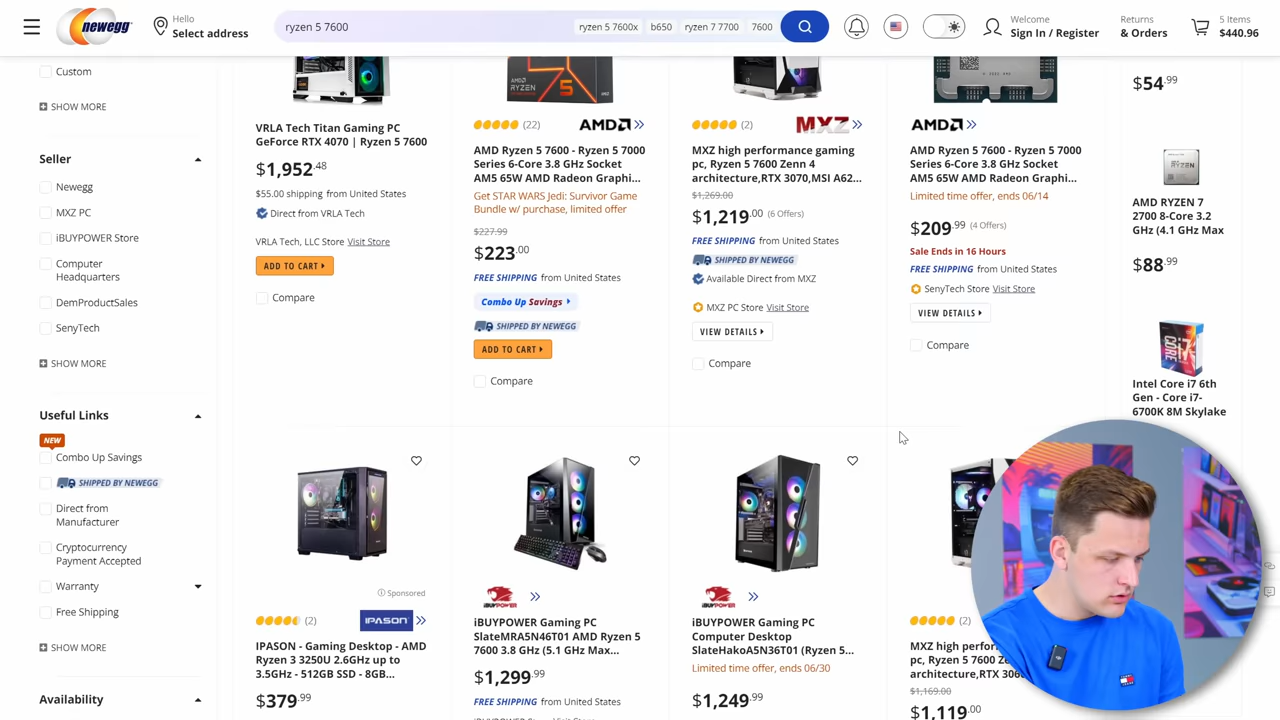 newegg
Hello
Select address
ryzen 5 7600
ryzen 5 7600x
b650
ryzen 7 7700
7600
Welcome
Sign In / Register
Returns
& Orders
5 Items
$440.96
Custom
SHOW MORE
Seller
Newegg
MXZ PC
iBUYPOWER Store
Computer
Headquarters
DemProductSales
SenyTech
SHOW MORE
Useful Links
NEW
Combo Up Savings
SHIPPED BY NEWEGG
Direct from
Manufacturer
Cryptocurrency
Payment Accepted
Warranty
Free Shipping
SHOW MORE
Availability
VRLA Tech Titan Gaming PC
GeForce RTX 4070 | Ryzen 5 7600
$1,952.48
$55.00 shipping from United States
Direct from VRLA Tech
VRLA Tech, LLC Store Visit Store
ADD TO CART
Compare
RYZEN
5
(22)
AMD
AMD Ryzen 5 7600 - Ryzen 5 7000
Series 6-Core 3.8 GHz Socket
AM5 65W AMD Radeon Graphi...
Get STAR WARS Jedi: Survivor Game
Bundle w/ purchase, limited offer
$227.99
$223.00
FREE SHIPPING from United States
Combo Up Savings
SHIPPED BY NEWEGG
ADD TO CART
Compare
(2)
MXZ
MXZ high performance gaming
pc, Ryzen 5 7600 Zenn 4
architecture,RTX 3070,MSI A62...
$1,269.00
$1,219.00 (6 Offers)
FREE SHIPPING from United States
SHIPPED BY NEWEGG
Available Direct from MXZ
MXZ PC Store Visit Store
VIEW DETAILS
Compare
AMD
AMD Ryzen 5 7600 - Ryzen 5 7000
Series 6-Core 3.8 GHz Socket
AM5 65W AMD Radeon Graphi...
Limited time offer, ends 06/14
$209.99 (4 Offers)
Sale Ends in 16 Hours
FREE SHIPPING from United States
SenyTech Store Visit Store
VIEW DETAILS
Compare
$54.99
RYZEN
AMD RYZEN 7
2700 8-Core 3.2
GHz (4.1 GHz Max
$88.99
CORE i7
Intel Core i7 6th
Gen - Core i7-
6700K 8M Skylake
Sponsored
(2)
IPASON
IPASON - Gaming Desktop - AMD
Ryzen 3 3250U 2.6GHz up to
3.5GHz - 512GB SSD - 8GB...
$379.99
iBUYPOWER
iBUYPOWER Gaming PC
SlateMRA5N46T01 AMD Ryzen 5
7600 3.8 GHz (5.1 GHz Max...
$1,299.99
FREE SHIPPING from United States
iBUYPOWER
iBUYPOWER Gaming PC
Computer Desktop
SlateHakoA5N36T01 (Ryzen 5...
Limited time offer, ends 06/30
$1,249.99
(2)
MXZ high perfor
pc, Ryzen 5 7600 Ze
architecture,RTX 306
$1,169.00
$1,119.00